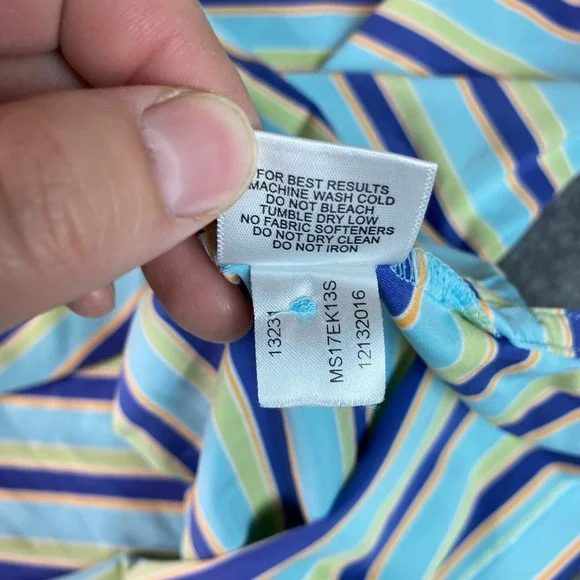 FOR BEST RESULTS
MACHINE WASH COLD
DO NOT BLEACH
TUMBLE DRY LOW
NO FABRIC SOFTENERS
DO NOT DRY CLEAN
DO NOT IRON
13231
MS17EK13S
12132016